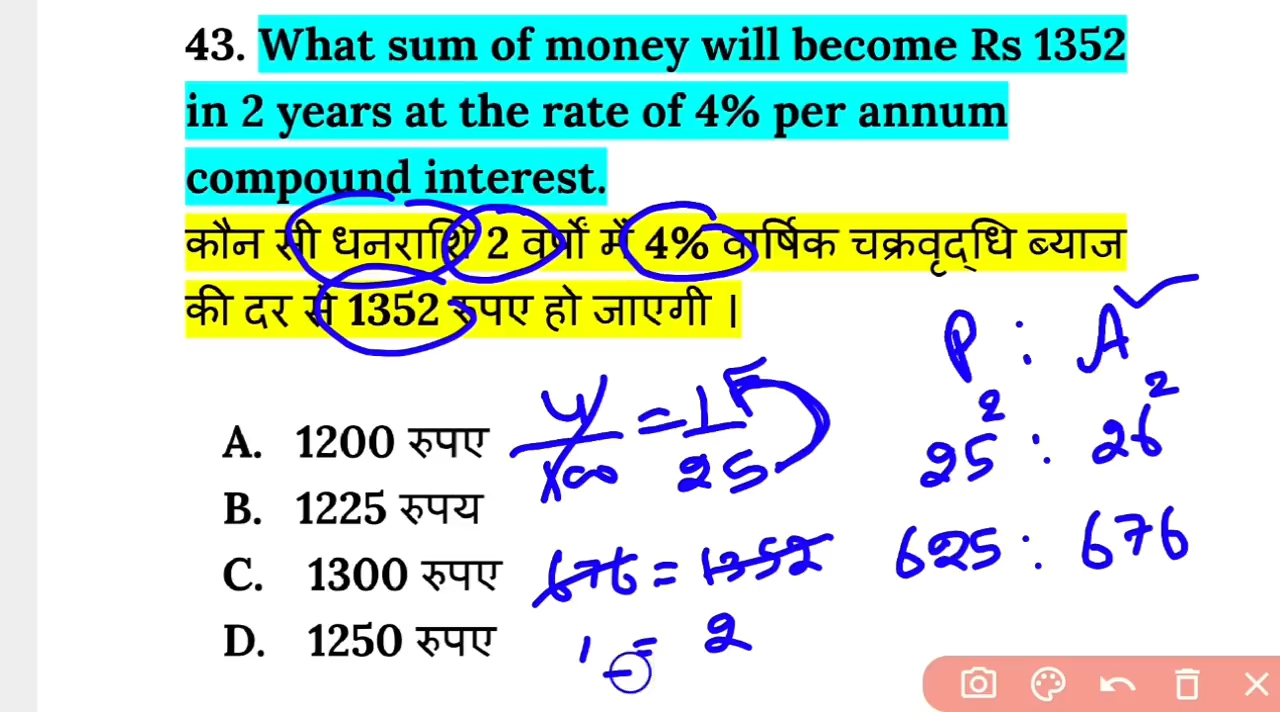 43. What sum of money will become Rs 1352
in 2 years at the rate of 4% per annum
compound interest.
कौन सी धनराशि 2 वर्षों में 4% वार्षिक चक्रवृद्धि ब्याज
की दर से 1352 रुपए हो जाएगी ।
P : A
A. 1200 रुपए
4/100 = 1/25
25² : 26²
B. 1225 रुपय
C. 1300 रुपए
676 = 1352
625 : 676
D. 1250 रुपए
1 = 2